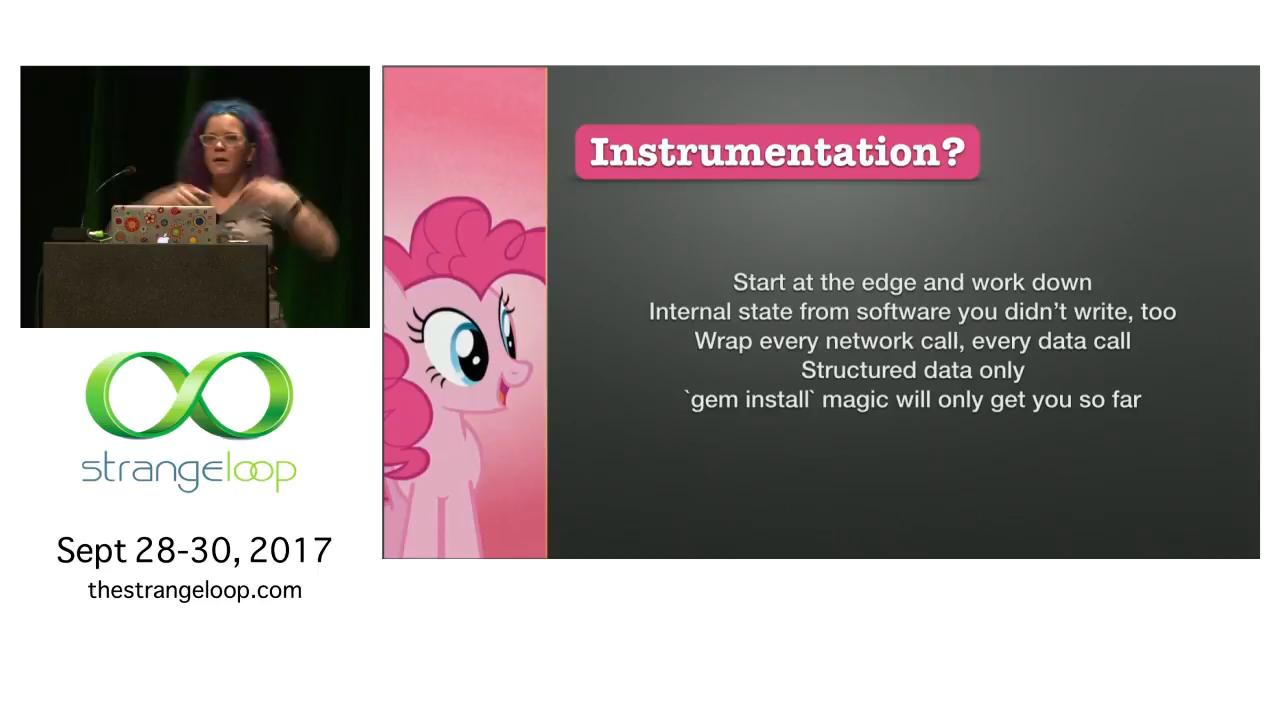 Instrumentation?
Start at the edge and work down
Internal state from software you didn’t write, too
Wrap every network call, every data call
Structured data only
`gem install` magic will only get you so far
strangeloop
Sept 28-30, 2017
thestrangeloop.com